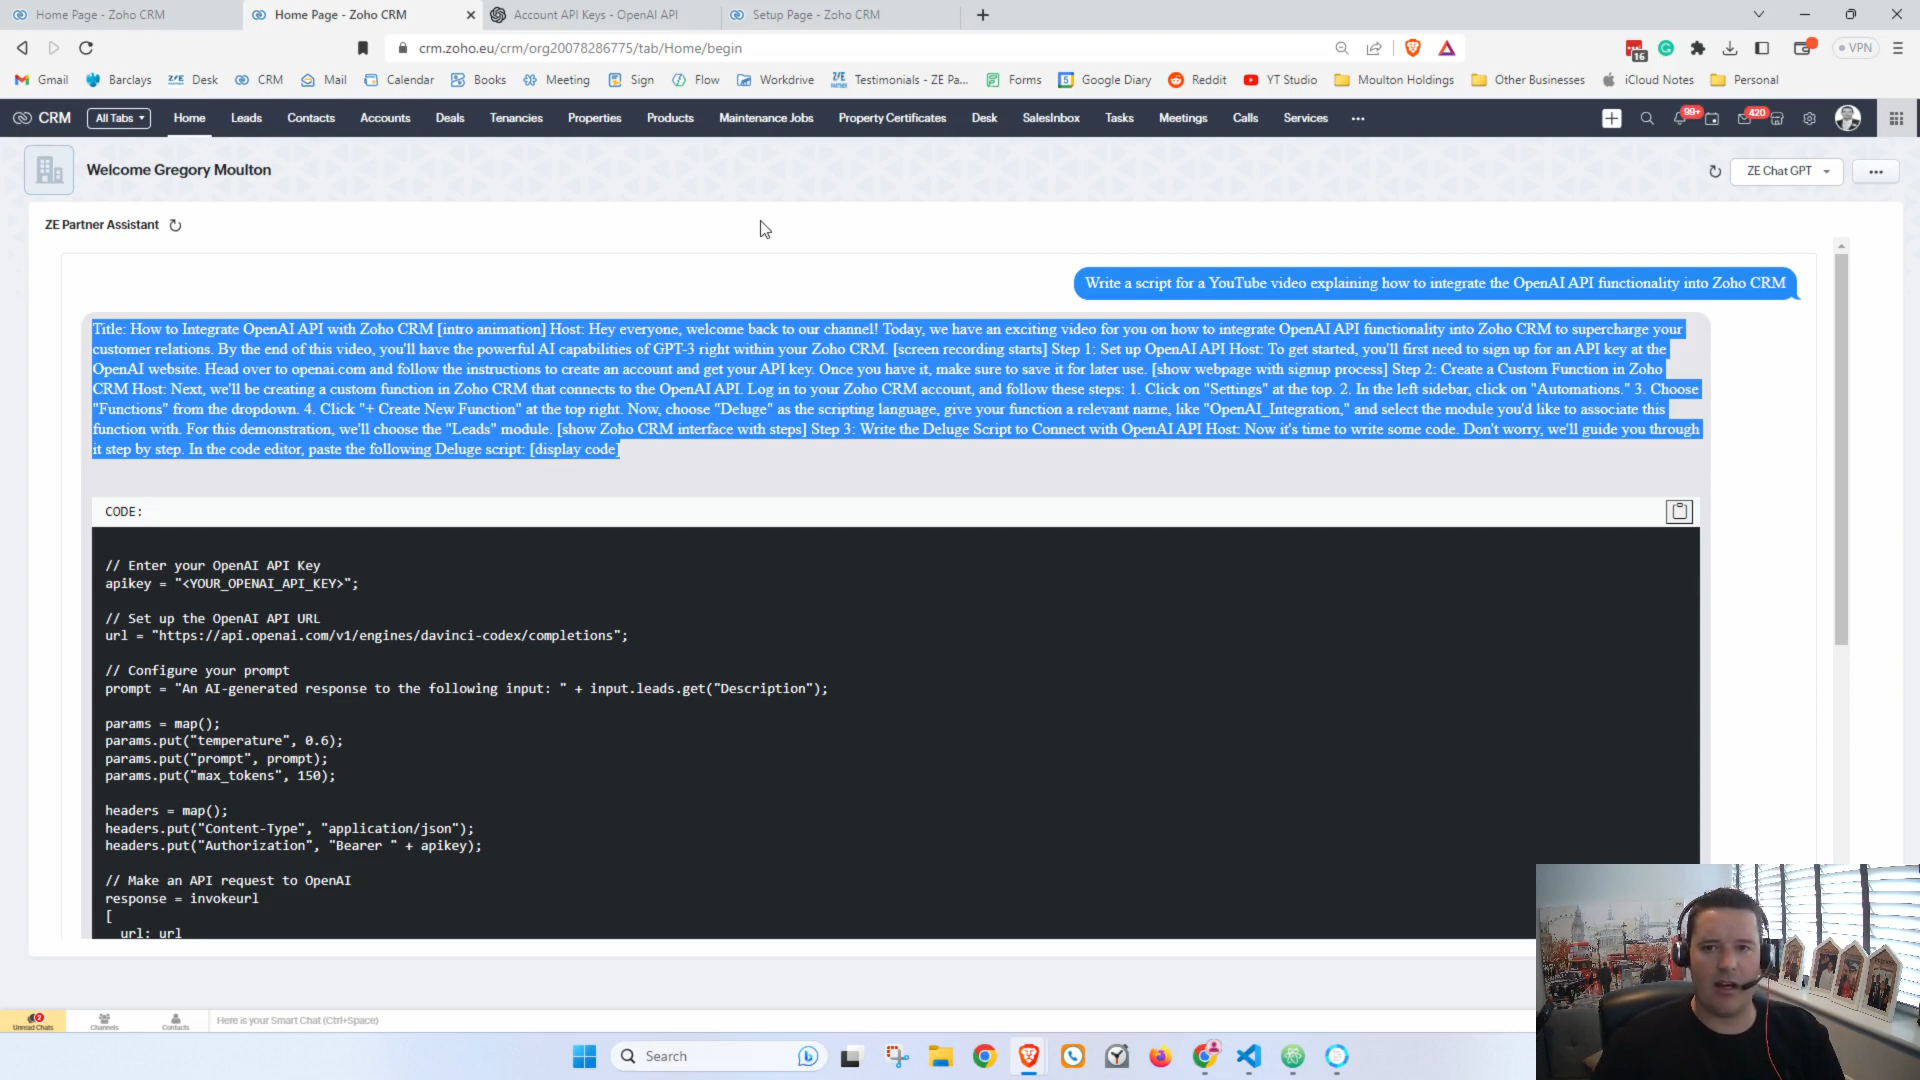 Home Page - Zoho CRM
Home Page - Zoho CRM
Account API Keys - OpenAI API
Setup Page - Zoho CRM
crm.zoho.eu/crm/org20078286775/tab/Home/begin
16
VPN
Gmail
Barclays
Desk
CRM
Mail
Calendar
Books
Meeting
Sign
Flow
Workdrive
Testimonials - ZE Pa...
Forms
Google Diary
Reddit
YT Studio
Moulton Holdings
Other Businesses
iCloud Notes
Personal
CRM
All Tabs
Home
Leads
Contacts
Accounts
Deals
Tenancies
Properties
Products
Maintenance Jobs
Property Certificates
Desk
SalesInbox
Tasks
Meetings
Calls
Services
99+
420
Welcome Gregory Moulton
ZE Chat GPT
ZE Partner Assistant
Write a script for a YouTube video explaining how to integrate the OpenAI API functionality into Zoho CRM
Title: How to Integrate OpenAI API with Zoho CRM [intro animation] Host: Hey everyone, welcome back to our channel! Today, we have an exciting video for you on how to integrate OpenAI API functionality into Zoho CRM to supercharge your
customer relations. By the end of this video, you'll have the powerful AI capabilities of GPT-3 right within your Zoho CRM. [screen recording starts] Step 1: Set up OpenAI API Host: To get started, you'll first need to sign up for an API key at the
OpenAI website. Head over to openai.com and follow the instructions to create an account and get your API key. Once you have it, make sure to save it for later use. [show webpage with signup process] Step 2: Create a Custom Function in Zoho
CRM Host: Next, we'll be creating a custom function in Zoho CRM that connects to the OpenAI API. Log in to your Zoho CRM account, and follow these steps: 1. Click on "Settings" at the top. 2. In the left sidebar, click on "Automations." 3. Choose
"Functions" from the dropdown. 4. Click "+ Create New Function" at the top right. Now, choose "Deluge" as the scripting language, give your function a relevant name, like "OpenAI_Integration," and select the module you'd like to associate this
function with. For this demonstration, we'll choose the "Leads" module. [show Zoho CRM interface with steps] Step 3: Write the Deluge Script to Connect with OpenAI API Host: Now it's time to write some code. Don't worry, we'll guide you through
it step by step. In the code editor, paste the following Deluge script: [display code]
CODE:
// Enter your OpenAI API Key
apikey = "<YOUR_OPENAI_API_KEY>";
// Set up the OpenAI API URL
url = "https://api.openai.com/v1/engines/davinci-codex/completions";
// Configure your prompt
prompt = "An AI-generated response to the following input: " + input.leads.get("Description");
params = map();
params.put("temperature", 0.6);
params.put("prompt", prompt);
params.put("max_tokens", 150);
headers = map();
headers.put("Content-Type", "application/json");
headers.put("Authorization", "Bearer " + apikey);
// Make an API request to OpenAI
response = invokeurl
[
url: url
Unread Chats
Channels
Contacts
Here is your Smart Chat (Ctrl+Space)
Search